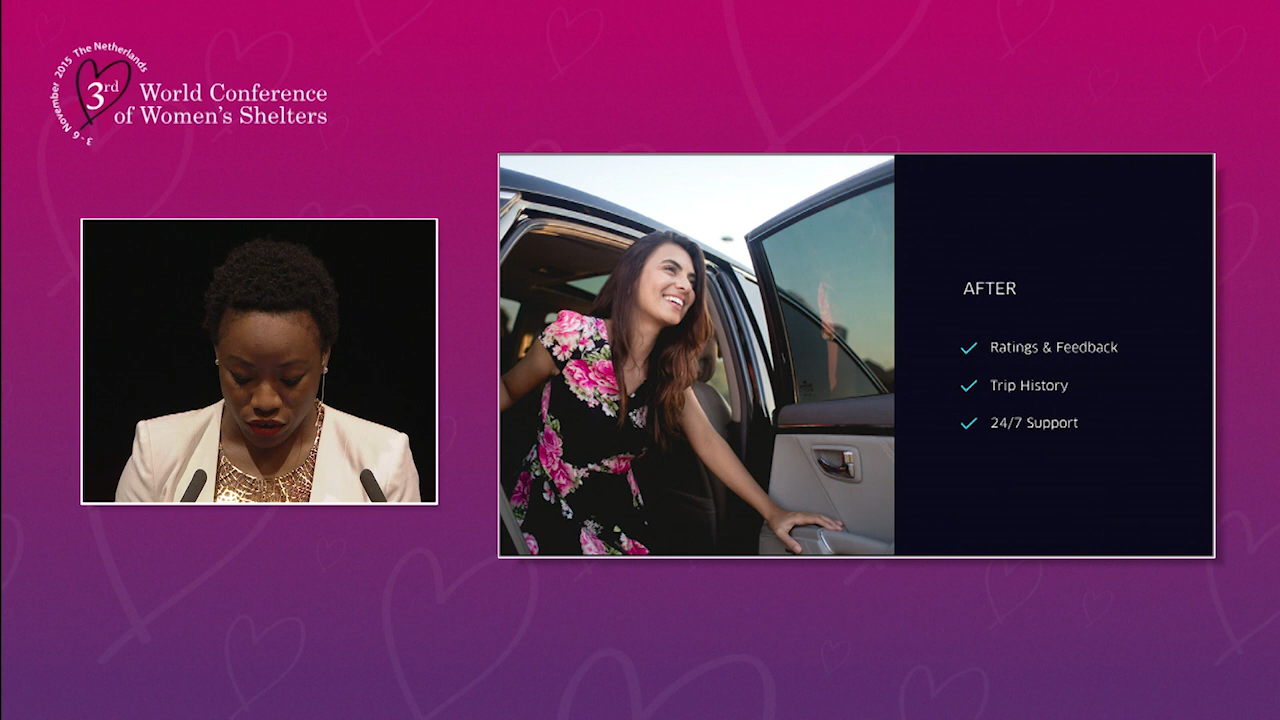 3 - 6 November 2015 The Netherlands
3rd World Conference
of Women's Shelters
AFTER
Ratings & Feedback
Trip History
24/7 Support